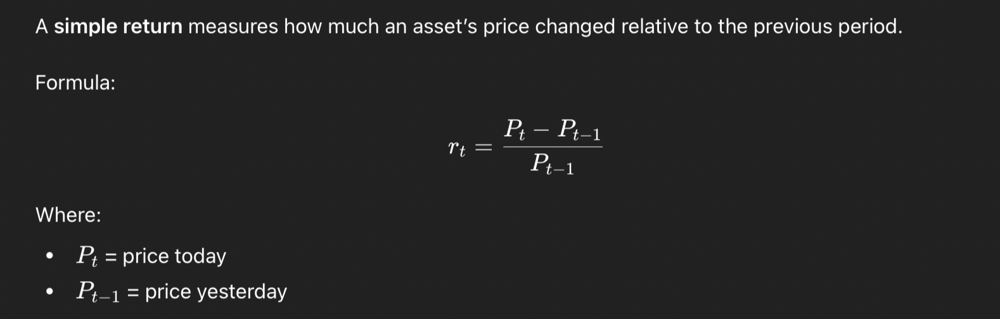 A simple return measures how much an asset's price changed relative to the previous period.
Formula:
r_t = \frac{P_t - P_{t-1}}{P_{t-1}}
Where:
• P_t = price today
• P_{t-1} = price yesterday